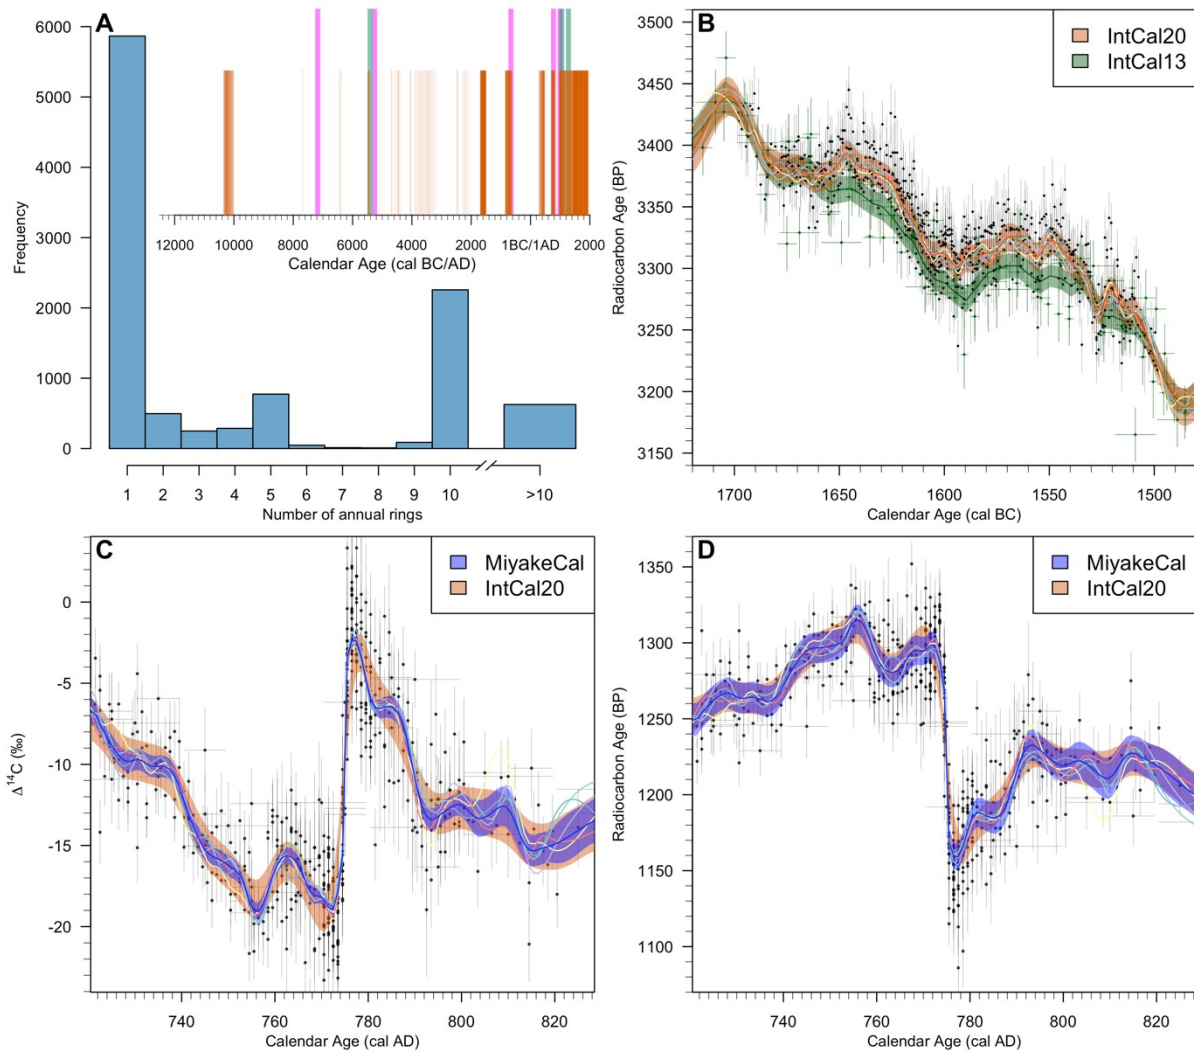 A
6000
5000
4000
3000
2000
1000
0
Frequency
12000 10000 8000 6000 4000 2000 1BC/1AD 2000
Calendar Age (cal BC/AD)
1 2 3 4 5 6 7 8 9 10 >10
Number of annual rings
B
IntCal20
IntCal13
3500
3450
3400
3350
3300
3250
3200
3150
Radiocarbon Age (BP)
1700 1650 1600 1550 1500
Calendar Age (cal BC)
C
MiyakeCal
IntCal20
0
-5
-10
-15
-20
Δ¹⁴C (‰)
740 760 780 800 820
Calendar Age (cal AD)
D
MiyakeCal
IntCal20
1350
1300
1250
1200
1150
1100
Radiocarbon Age (BP)
740 760 780 800 820
Calendar Age (cal AD)